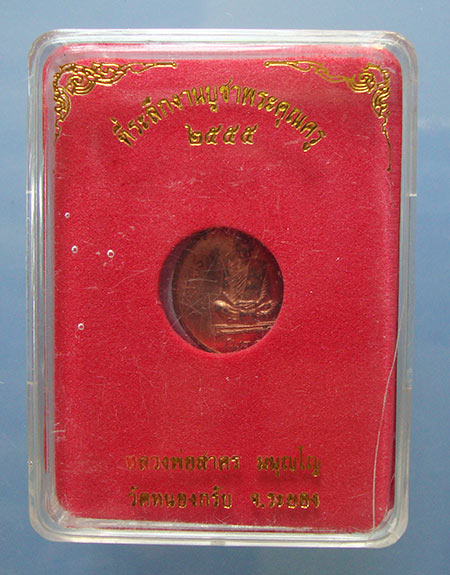 ที่ระลึกงานบูชาพระคุณครู
๒๕๕๕
หลวงพ่อสาคร มนุญโญ
วัดหนองกรับ จ.ระยอง